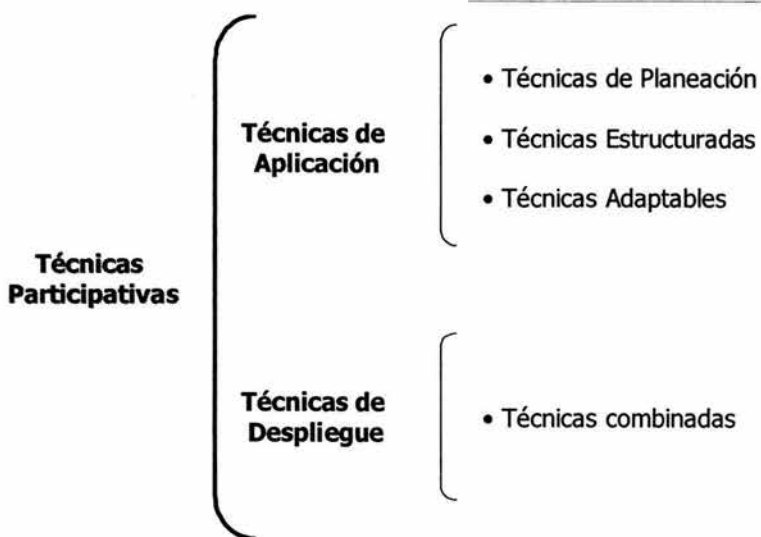 Técnicas
Participativas
Técnicas de
Aplicación
• Técnicas de Planeación
• Técnicas Estructuradas
• Técnicas Adaptables
Técnicas de
Despliegue
• Técnicas combinadas